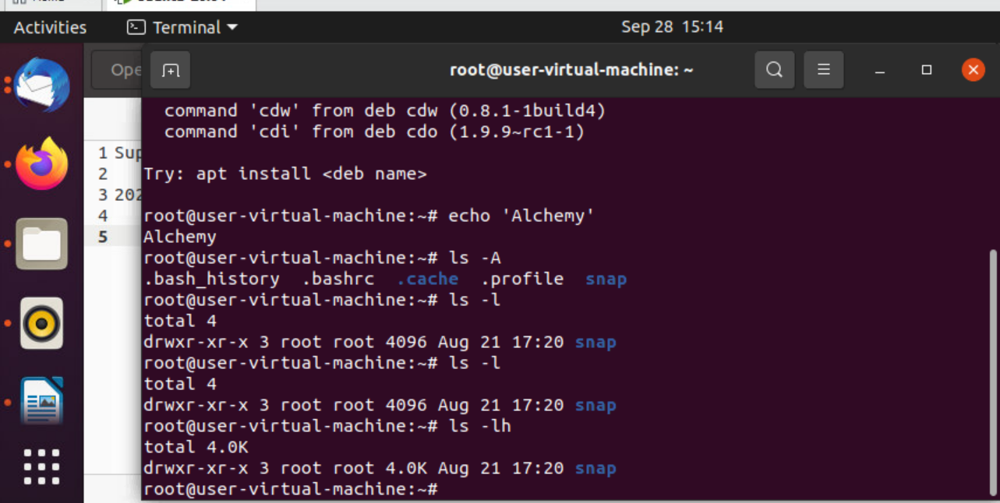 Activities Terminal Sep 28 15:14
Ope root@user-virtual-machine: ~
1 Sup
2
3 202
4
5
command 'cdw' from deb cdw (0.8.1-1build4)
command 'cdi' from deb cdo (1.9.9~rc1-1)
Try: apt install <deb name>
root@user-virtual-machine:~# echo 'Alchemy'
Alchemy
root@user-virtual-machine:~# ls -A
.bash_history .bashrc .cache .profile snap
root@user-virtual-machine:~# ls -l
total 4
drwxr-xr-x 3 root root 4096 Aug 21 17:20 snap
root@user-virtual-machine:~# ls -l
total 4
drwxr-xr-x 3 root root 4096 Aug 21 17:20 snap
root@user-virtual-machine:~# ls -lh
total 4.0K
drwxr-xr-x 3 root root 4.0K Aug 21 17:20 snap
root@user-virtual-machine:~#